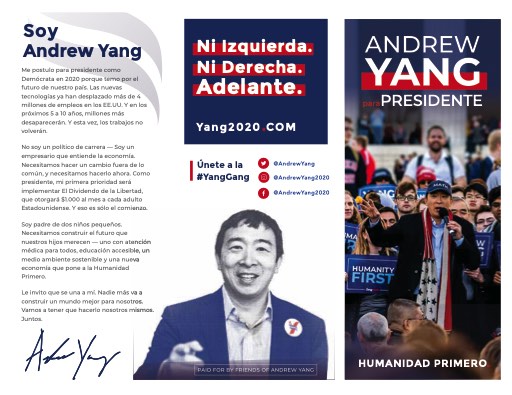 Soy
Andrew Yang
Me postulo para presidente como
Demócrata en 2020 porque temo por el
futuro de nuestro país. Las nuevas
tecnologías ya han desplazado más de 4
millones de empleos en los EE.UU. Y en los
próximos 5 a 10 años, millones más
desaparecerán. Y esta vez, los trabajos no
volverán.
No soy un político de carrera — Soy un
empresario que entiende la economía.
Necesitamos hacer un cambio fuera de lo
común, y necesitamos hacerlo ahora. Como
presidente, mi primera prioridad será
implementar El Dividendo de la Libertad,
que otorgará $1.000 al mes a cada adulto
Estadounidense. Y eso es sólo el comienzo.
Soy padre de dos niños pequeños.
Necesitamos construir el futuro que
nuestros hijos merecen — uno con atención
médica para todos, educación accesible, un
medio ambiente sostenible y una nueva
economía que pone a la Humanidad
Primero.
Le invito que se una a mí. Nadie más va a
construir un mundo mejor para nosotros.
Vamos a tener que hacerlo nosotros mismos.
Juntos.
Andrew Yang
Ni Izquierda.
Ni Derecha.
Adelante.
Yang2020.COM
Únete a la
#YangGang
@AndrewYang
@AndrewYang2020
@AndrewYang2020
PAID FOR BY FRIENDS OF ANDREW YANG
ANDREW
YANG
para PRESIDENTE
HUMANITY
FIRST
HUMANIDAD PRIMERO